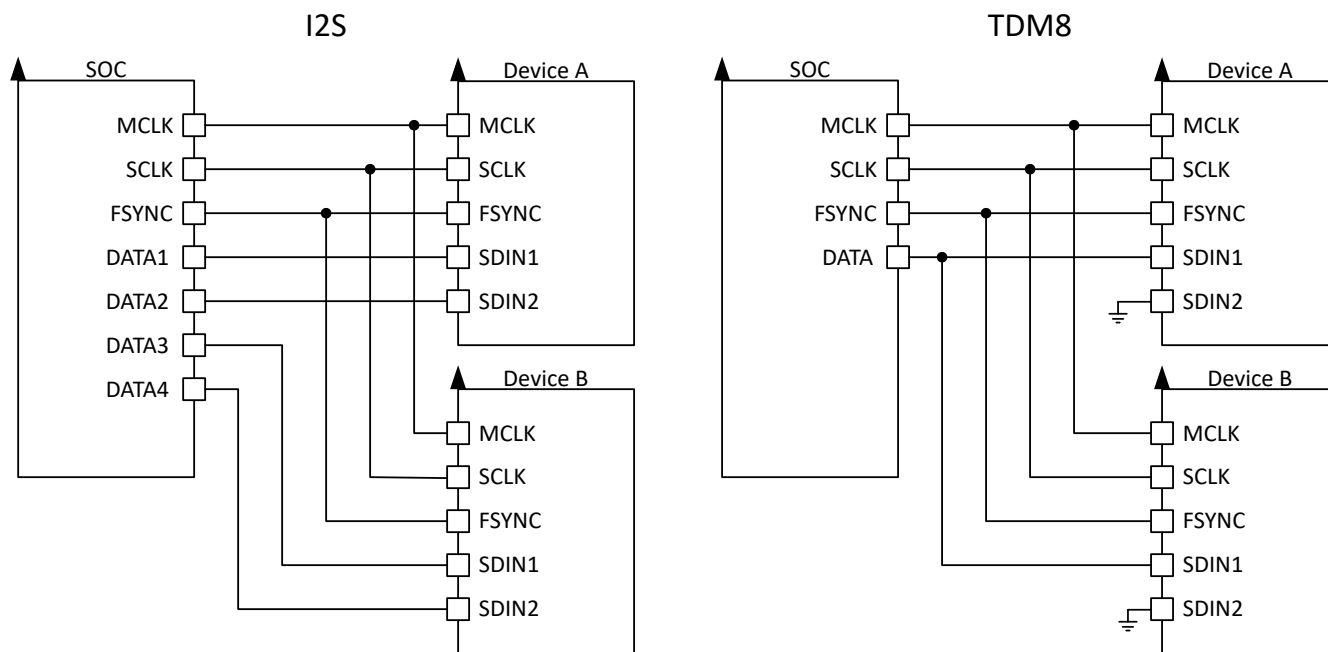 I2S
SOC
MCLK
SCLK
FSYNC
DATA1
DATA2
DATA3
DATA4
Device A
MCLK
SCLK
FSYNC
SDIN1
SDIN2
Device B
MCLK
SCLK
FSYNC
SDIN1
SDIN2
TDM8
SOC
MCLK
SCLK
FSYNC
DATA
Device A
MCLK
SCLK
FSYNC
SDIN1
SDIN2
Device B
MCLK
SCLK
FSYNC
SDIN1
SDIN2